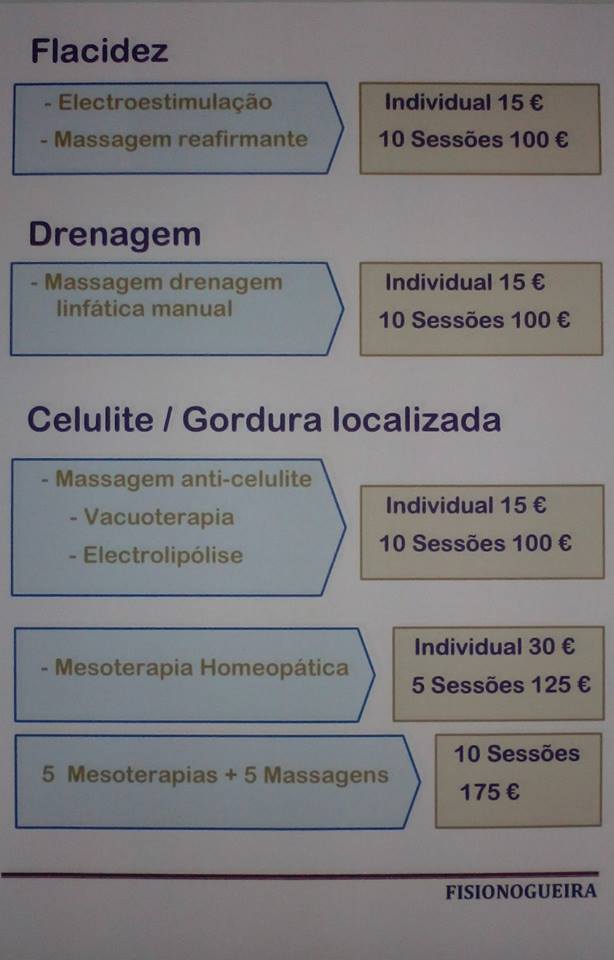 Flacidez
- Electroestimulação
- Massagem reafirmante
Individual 15 €
10 Sessões 100 €
Drenagem
- Massagem drenagem
linfática manual
Individual 15 €
10 Sessões 100 €
Celulite / Gordura localizada
- Massagem anti-celulite
- Vacuoterapia
- Electrolipólise
Individual 15 €
10 Sessões 100 €
- Mesoterapia Homeopática
Individual 30 €
5 Sessões 125 €
5 Mesoterapias + 5 Massagens
10 Sessões
175 €
FISIONOGUEIRA